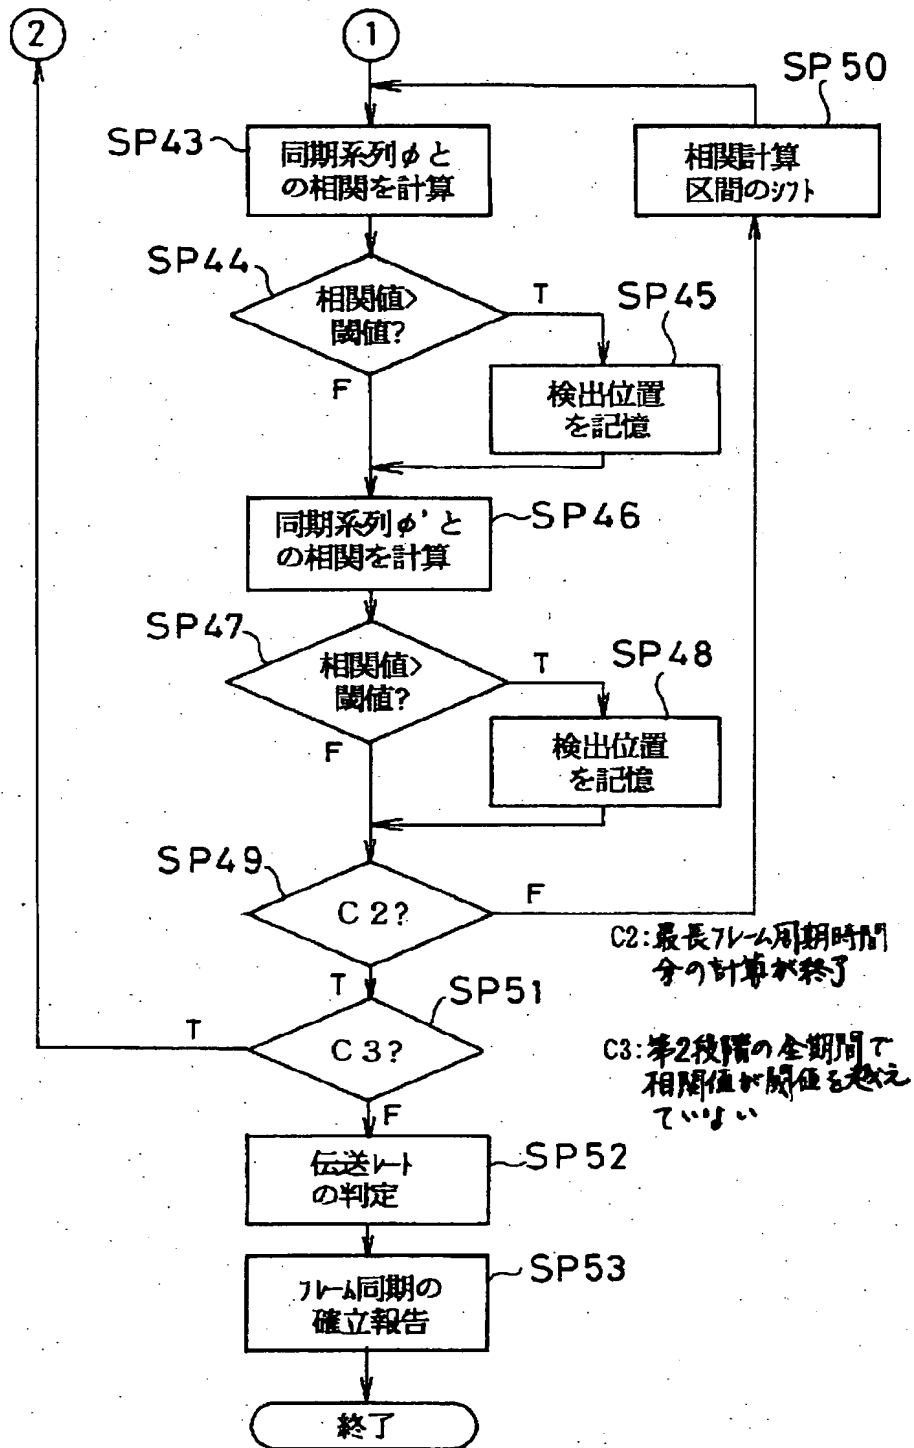 2
1
SP50
SP43
同期系列φと
の相関を計算
相関計算
区間のシフト
SP44
相関値>
閾値?
T
SP45
F
検出位置
を記憶
同期系列φ'と
の相関を計算
SP46
SP47
相関値>
閾値?
T
SP48
F
検出位置
を記憶
SP49
C2?
F
C2:最長フレーム周期時間
分の計算が終了
T
SP51
T
C3?
C3:第2段階の全期間で
相関値が閾値を越え
ていない
F
伝送レート
の判定
SP52
フレーム同期の
確立報告
SP53
終了